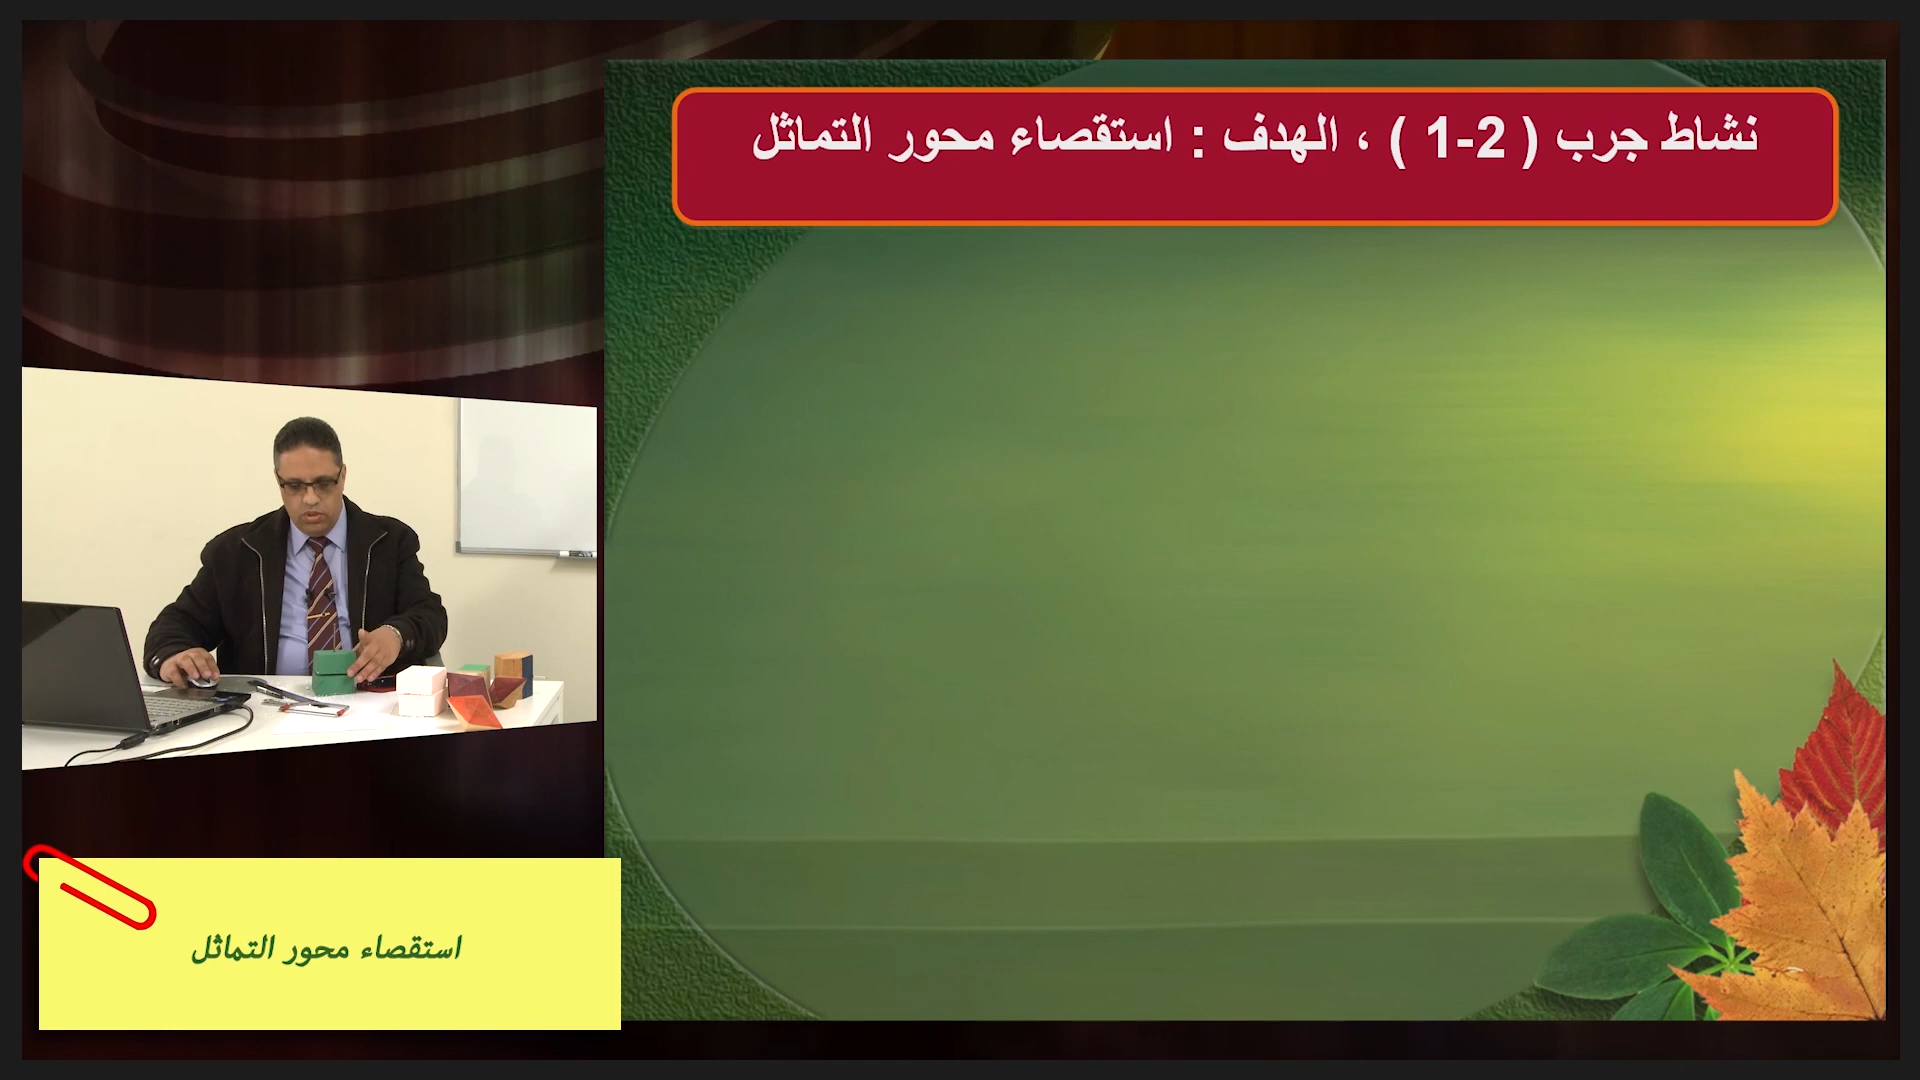 نشاط جرب ( 2-1 ) ، الهدف : استقصاء محور التماثل
استقصاء محور التماثل